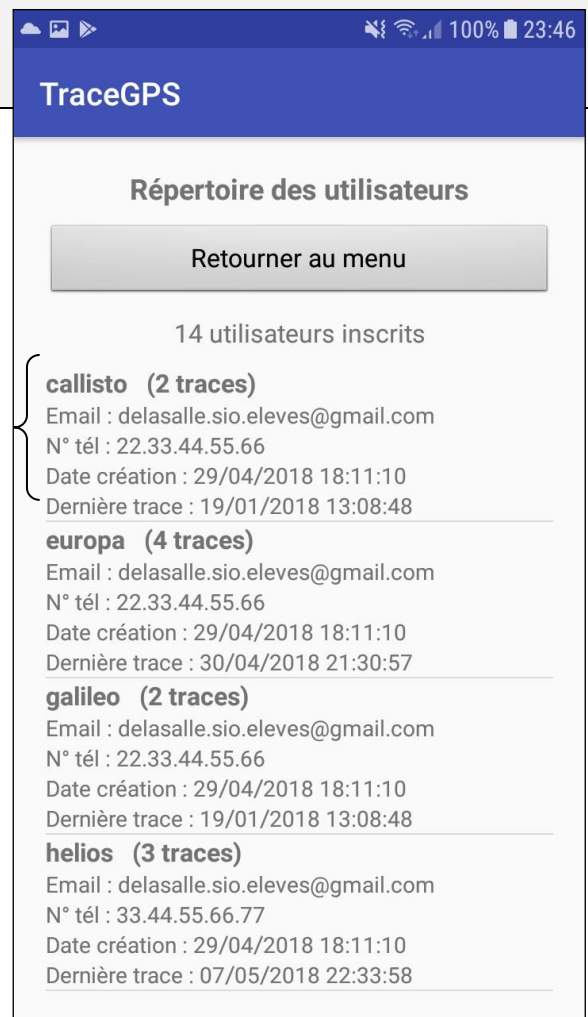 100% 23:46
TraceGPS
Répertoire des utilisateurs
Retourner au menu
14 utilisateurs inscrits
callisto (2 traces)
Email : delasalle.sio.eleves@gmail.com
N° tél : 22.33.44.55.66
Date création : 29/04/2018 18:11:10
Dernière trace : 19/01/2018 13:08:48
europa (4 traces)
Email : delasalle.sio.eleves@gmail.com
N° tél : 22.33.44.55.66
Date création : 29/04/2018 18:11:10
Dernière trace : 30/04/2018 21:30:57
galileo (2 traces)
Email : delasalle.sio.eleves@gmail.com
N° tél : 22.33.44.55.66
Date création : 29/04/2018 18:11:10
Dernière trace : 19/01/2018 13:08:48
helios (3 traces)
Email : delasalle.sio.eleves@gmail.com
N° tél : 33.44.55.66.77
Date création : 29/04/2018 18:11:10
Dernière trace : 07/05/2018 22:33:58